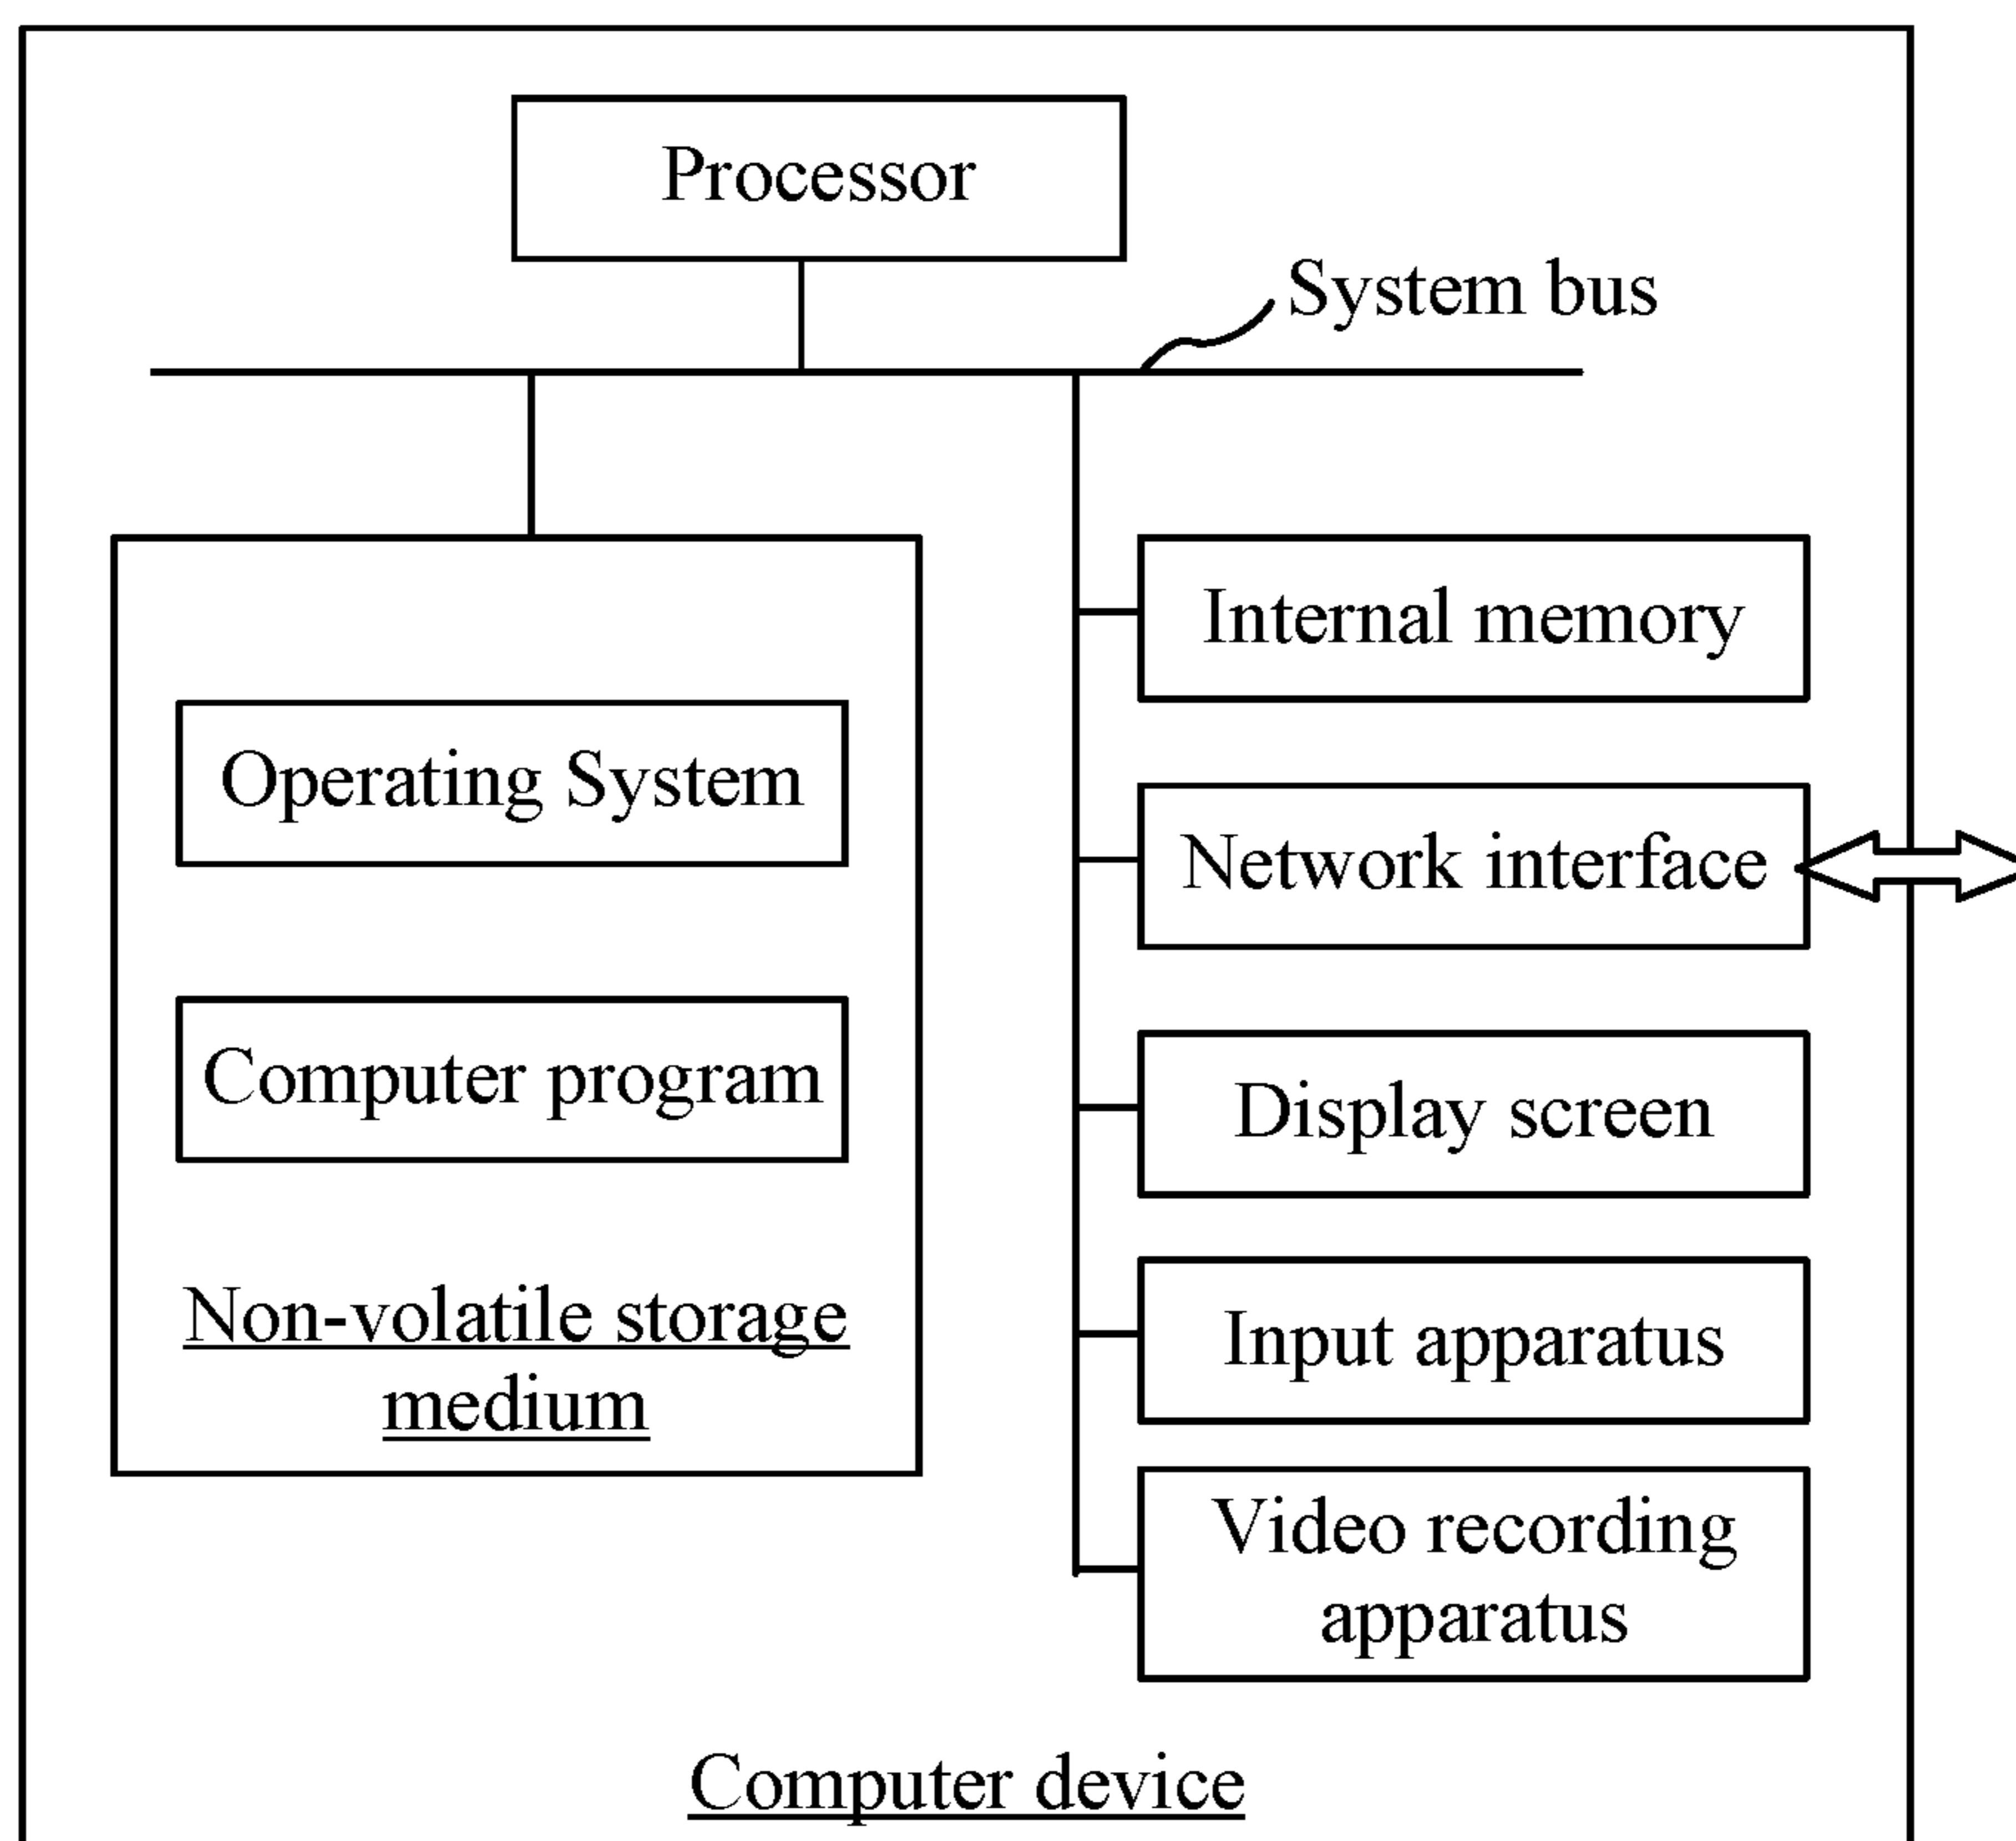 Processor
System bus
Internal memory
Operating System
Network interface
Computer program
Display screen
Non-volatile storage
medium
Input apparatus
Video recording
apparatus
Computer device